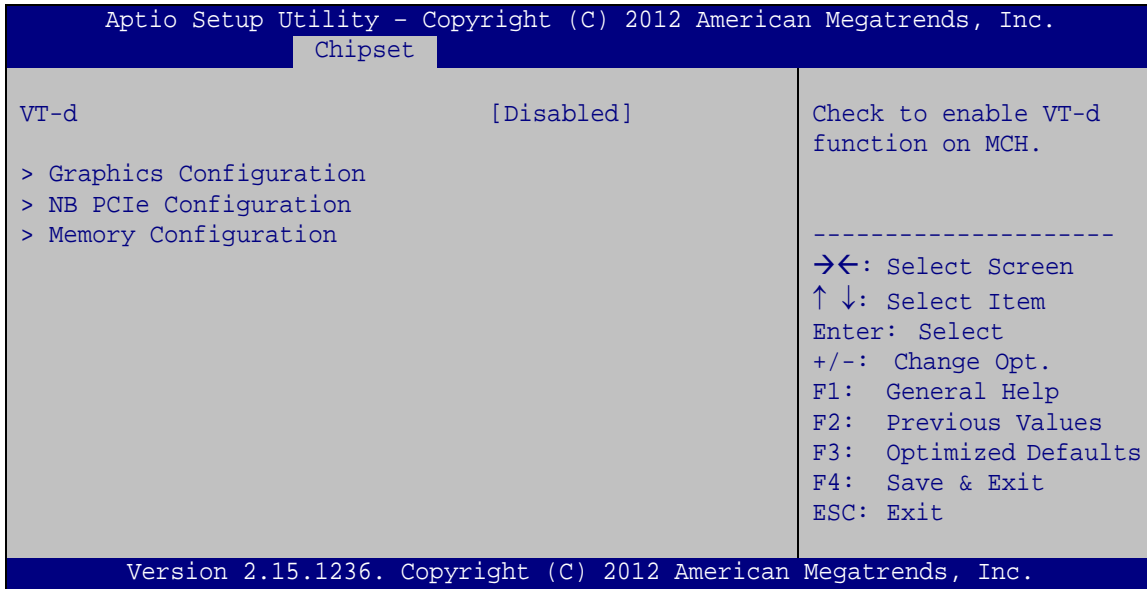 Aptio Setup Utility – Copyright (C) 2012 American Megatrends, Inc.
Chipset
VT-d [Disabled]
> Graphics Configuration
> NB PCIe Configuration
> Memory Configuration
Check to enable VT-d
function on MCH.
---------------------
→←: Select Screen
↑ ↓: Select Item
Enter: Select
+/-: Change Opt.
F1: General Help
F2: Previous Values
F3: Optimized Defaults
F4: Save & Exit
ESC: Exit
Version 2.15.1236. Copyright (C) 2012 American Megatrends, Inc.